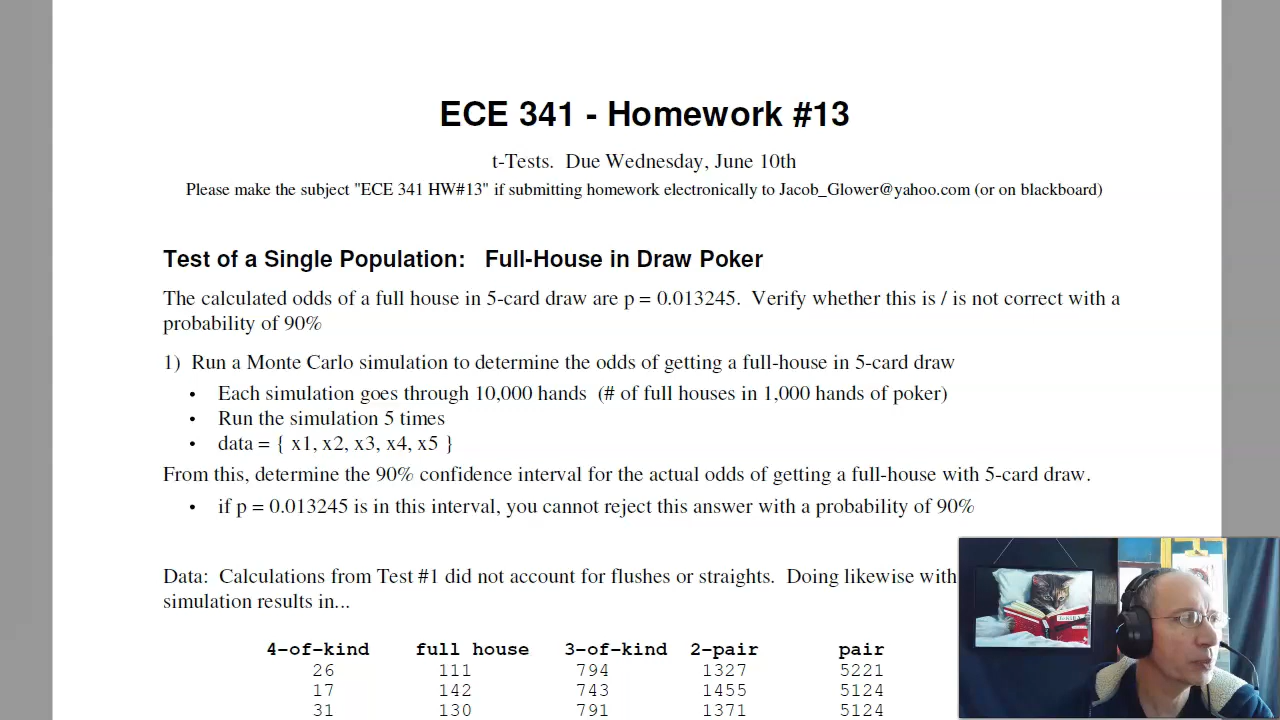 ECE 341 - Homework #13
t-Tests.  Due Wednesday, June 10th
Please make the subject "ECE 341 HW#13" if submitting homework electronically to Jacob_Glower@yahoo.com (or on blackboard)
Test of a Single Population:   Full-House in Draw Poker
The calculated odds of a full house in 5-card draw are p = 0.013245.  Verify whether this is / is not correct with a
probability of 90%
1)  Run a Monte Carlo simulation to determine the odds of getting a full-house in 5-card draw
• Each simulation goes through 10,000 hands  (# of full houses in 1,000 hands of poker)
• Run the simulation 5 times
• data = { x1, x2, x3, x4, x5 }
From this, determine the 90% confidence interval for the actual odds of getting a full-house with 5-card draw.
• if p = 0.013245 is in this interval, you cannot reject this answer with a probability of 90%
Data:  Calculations from Test #1 did not account for flushes or straights.  Doing likewise with
simulation results in...
4-of-kind full house 3-of-kind 2-pair pair
26 111 794 1327 5221
17 142 743 1455 5124
31 130 791 1371 5124